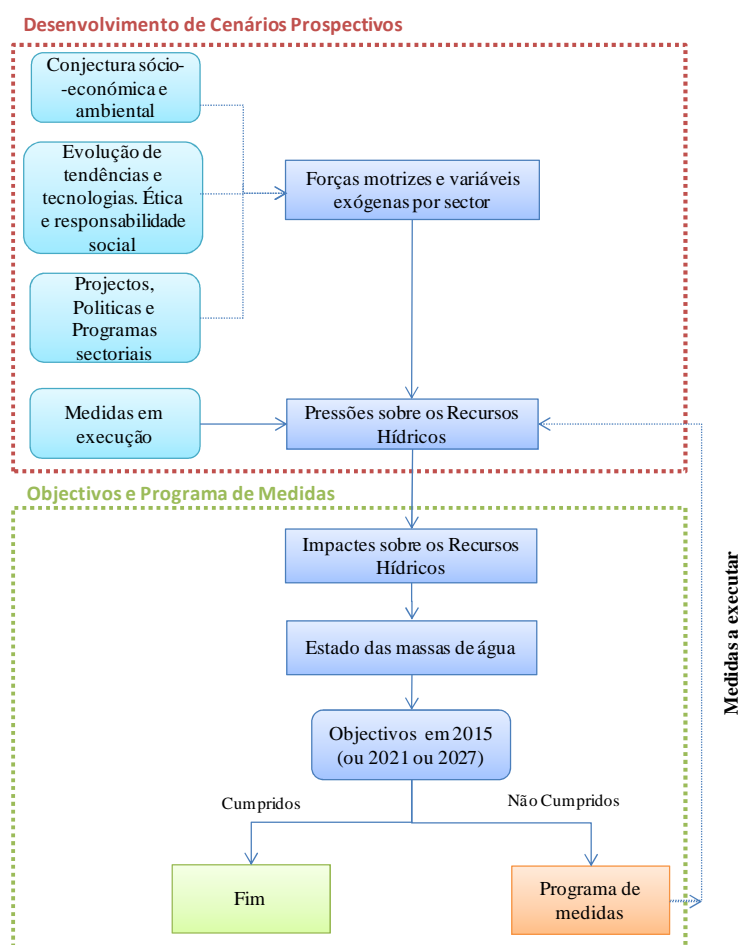 Desenvolvimento de Cenários Prospectivos
Conjectura sócio-
-económica e
ambiental
Evolução de
tendências e
tecnologias. Ética
e responsabilidade
social
Forças motrizes e variáveis
exógenas por sector
Projectos,
Politicas e
Programas
sectoriais
Medidas em
execução
Pressões sobre os Recursos
Hídricos
Objectivos e Programa de Medidas
Impactes sobre os Recursos
Hídricos
Estado das massas de água
Objectivos em 2015
(ou 2021 ou 2027)
Cumpridos
Não Cumpridos
Fim
Programa de
medidas
Medidas a executar